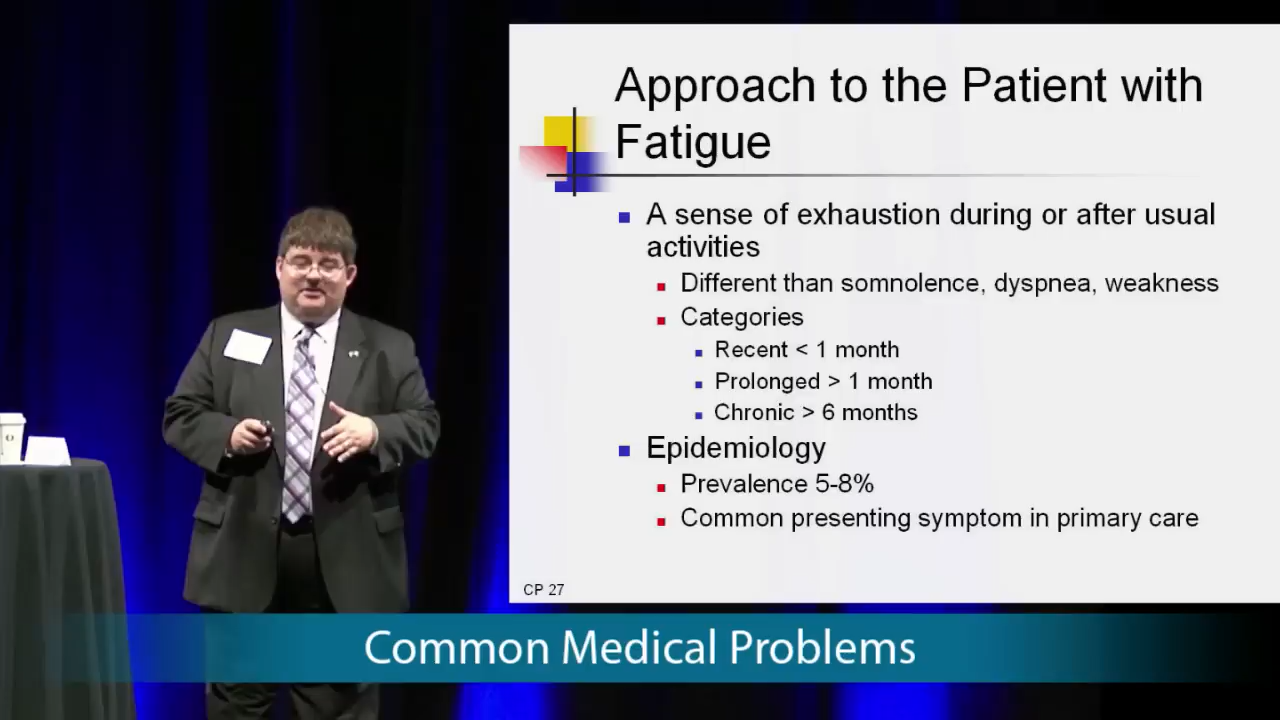 Approach to the Patient with
Fatigue
A sense of exhaustion during or after usual
activities
Different than somnolence, dyspnea, weakness
Categories
Recent < 1 month
Prolonged > 1 month
Chronic > 6 months
Epidemiology
Prevalence 5-8%
Common presenting symptom in primary care
CP 27
Common Medical Problems